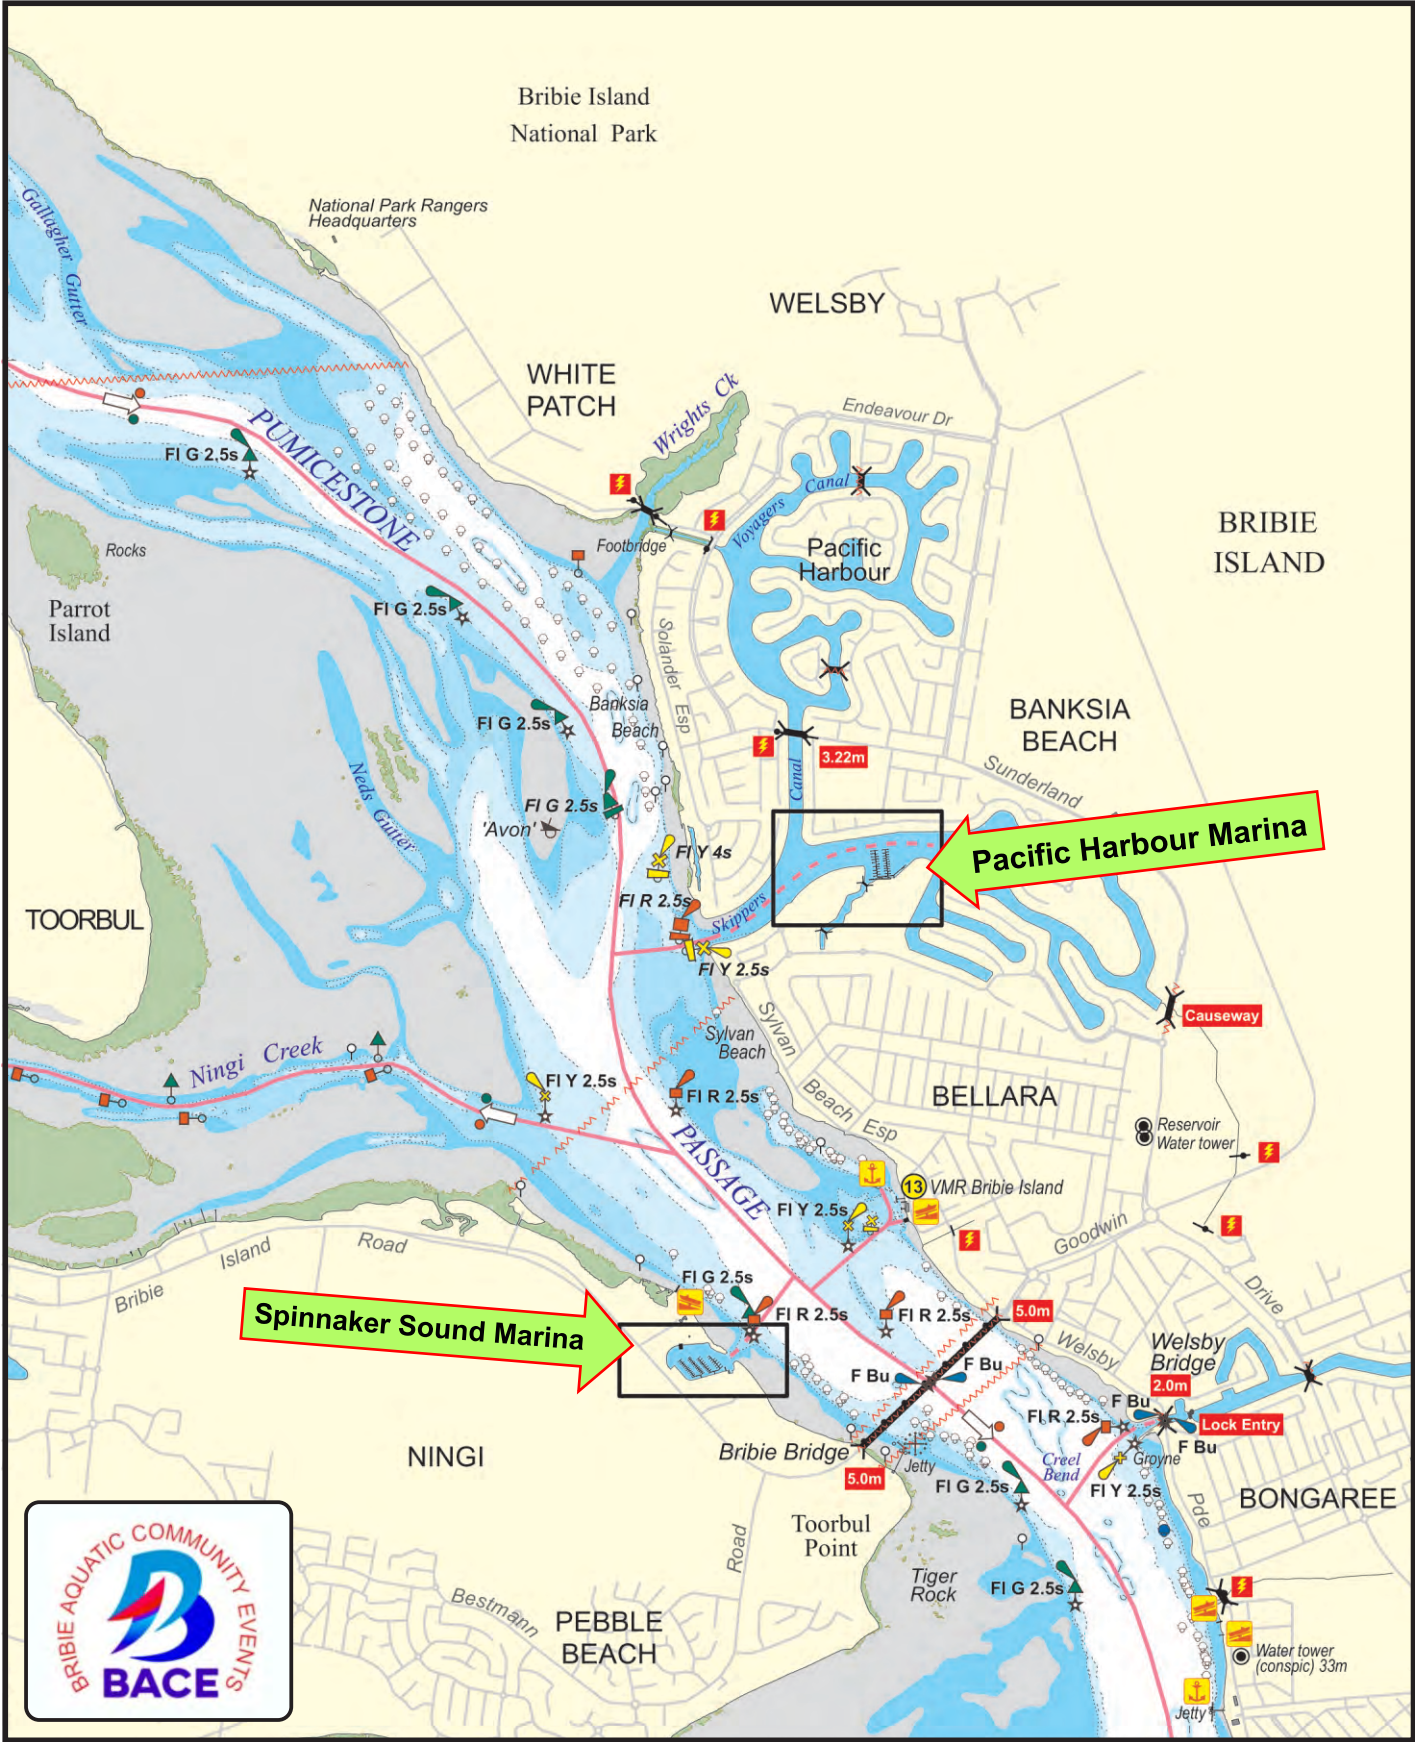 Bribie Island
National Park
Gallagher Gutter
National Park Rangers
Headquarters
WELSBY
WHITE
PATCH
Wrights Ck
Endeavour Dr
PUMICESTONE
Fl G 2,5s
Voyagers
Canal
Footbridge
Pacific
Harbour
BRIBIE
ISLAND
Rocks
Parrot
Island
Fl G 2.5s
Solander Esp
Fl G 2.5s
Banksia
Beach
BANKSIA
BEACH
3.22m
Canal
Sunderland
Neds Gutter
Fl G 2.5s
'Avon'
Fl Y 4s
Pacific Harbour Marina
Fl R 2.5s
Skippers
TOORBUL
Fl Y 2.5s
Causeway
Sylvan
Beach
Sylvan Beach Esp
Ningi Creek
Fl Y 2.5s
Fl R 2.5s
BELLARA
PASSAGE
Reservoir
Water tower
13
VMR Bribie Island
Fl Y 2.5s
Goodwin
Drive
Bribie Island Road
Fl G 2.5s
Fl R 2.5s
Fl R 2.5s
5.0m
Spinnaker Sound Marina
Welsby
Pde
Welsby
Bridge
2.0m
F Bu
F Bu
F Bu
Fl R 2.5s
Lock Entry
F Bu
Bribie Bridge
5.0m
Jetty
Creel
Bend
Groyne
NINGI
Fl G 2.5s
Fl Y 2.5s
BONGAREE
Toorbul
Point
Road
Tiger
Rock
Fl G 2.5s
Bestmann
PEBBLE
BEACH
Water tower
(conspic) 33m
Jetty
BRIBIE AQUATIC COMMUNITY EVENTS
BACE